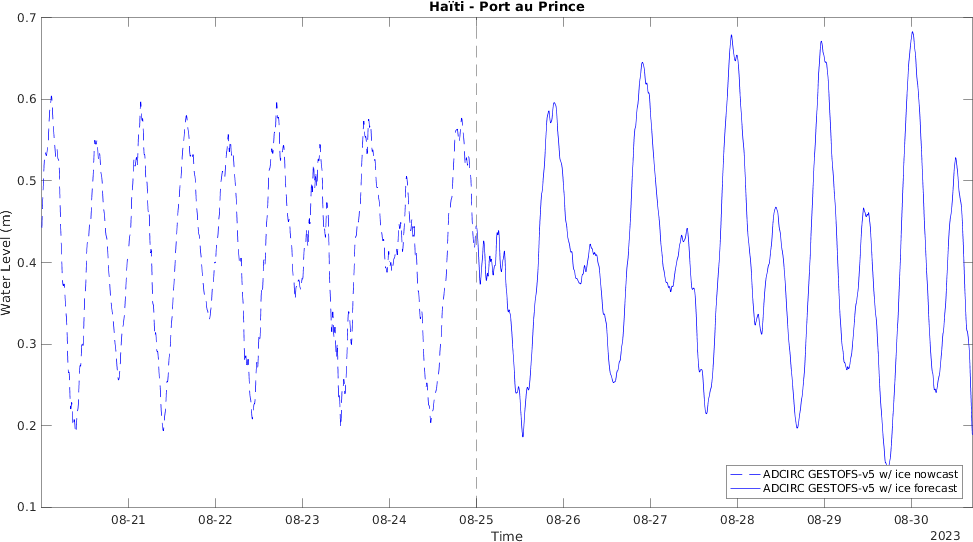 Haïti - Port au Prince
0.7
0.6
0.5
0.4
0.3
0.2
0.1
Water Level (m)
ADCIRC GESTOFS-v5 w/ ice nowcast
ADCIRC GESTOFS-v5 w/ ice forecast
08-21 08-22 08-23 08-24 08-25 08-26 08-27 08-28 08-29 08-30
Time
2023